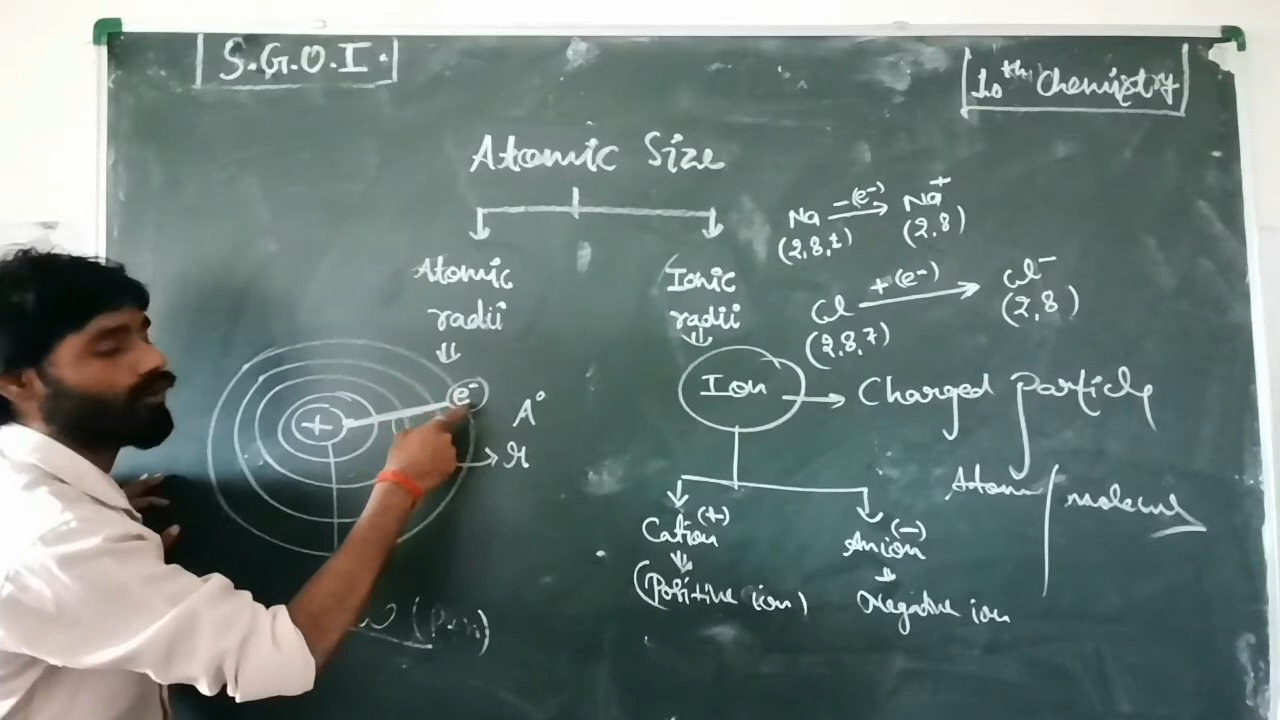 S.G.O.I.
10th Chemistry
Atomic Size
Atomic
radii
Ionic
radii
Na -(e-) Na+
(2,8,1) (2,8)
Cl +(e-) Cl-
(2,8,7) (2,8)
+
e-
A°
r
Ion
Charged Particle
Atom molecule
Cation (+)
(Positive ion)
Anion (-)
Negative ion